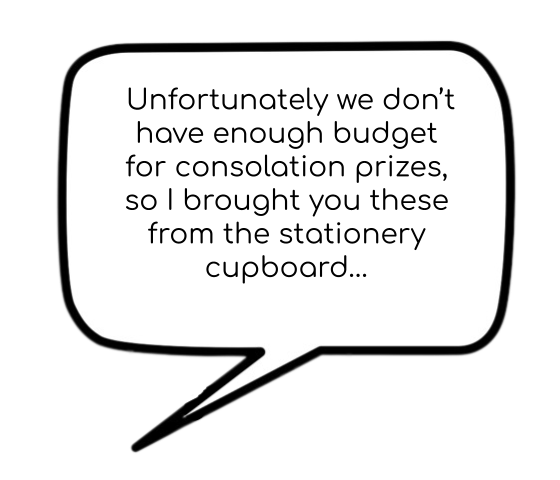 Unfortunately we don't
have enough budget
for consolation prizes,
so I brought you these
from the stationery
cupboard...